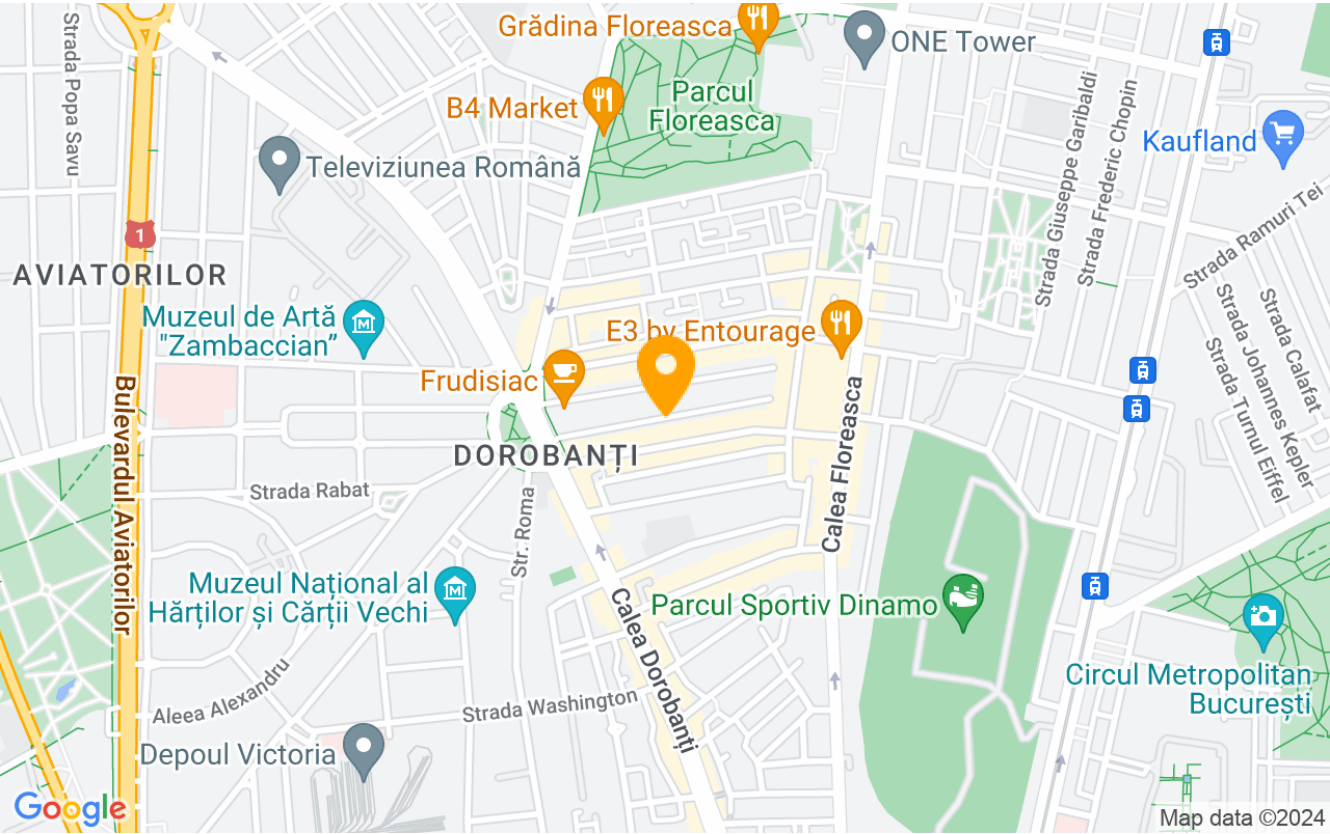 Strada Popa Savu
Grădina Floreasca
ONE Tower
B4 Market
Parcul
Floreasca
Strada Giuseppe Garibaldi
Strada Frederic Chopin
Kaufland
Televiziunea Română
1
AVIATORILOR
Strada Ramuri Tei
Muzeul de Artă
"Zambaccian”
E3 by Entourage
Strada Calafat
Strada Johannes Kepler
Strada Turnul Eiffel
Frudisiac
Bulevardul Aviatorilor
Calea Floreasca
DOROBANȚI
Strada Rabat
Str. Roma
Muzeul Național al
Hărților și Cărții Vechi
Parcul Sportiv Dinamo
Calea Dorobanți
Circul Metropolitan
București
Aleea Alexandru
Strada Washington
Depoul Victoria
Google
Map data ©2024